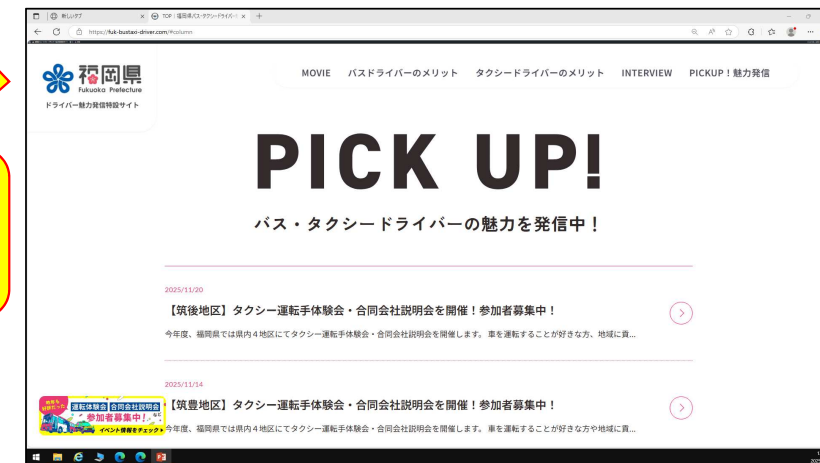 新しいタブ
TOP｜福岡県バス・タクシードライバー
https://fuk-bustaxi-driver.com/#column
福岡県
Fukuoka Prefecture
ドライバー魅力発信特設サイト
MOVIE バスドライバーのメリット タクシードライバーのメリット INTERVIEW PICKUP！魅力発信
PICK UP!
バス・タクシードライバーの魅力を発信中！
2025/11/20
【筑後地区】タクシー運転手体験会・合同会社説明会を開催！参加者募集中！
今年度、福岡県では県内４地区にてタクシー運転手体験会・合同会社説明会を開催します。 車を運転することが好きな方、地域に貢...
2025/11/14
【筑豊地区】タクシー運転手体験会・合同会社説明会を開催！参加者募集中！
今年度、福岡県では県内４地区にてタクシー運転手体験会・合同会社説明会を開催します。 車を運転することが好きな方や地域に貢...
運転体験会 合同会社説明会 など
参加者募集中！
イベント情報をチェック